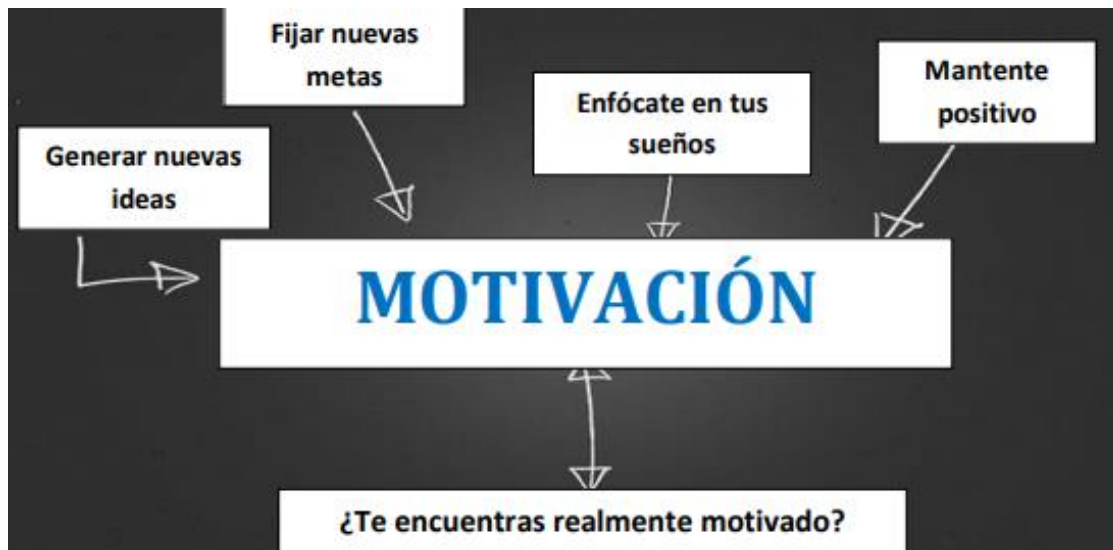 Fijar nuevas
metas
Mantente
positivo
Enfócate en tus
sueños
Generar nuevas
ideas
MOTIVACIÓN
¿Te encuentras realmente motivado?